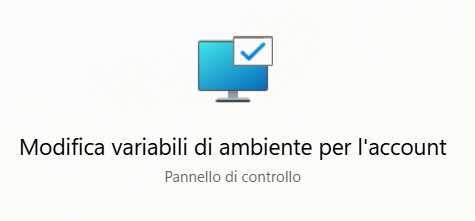 Modifica variabili di ambiente per l'account
Pannello di controllo